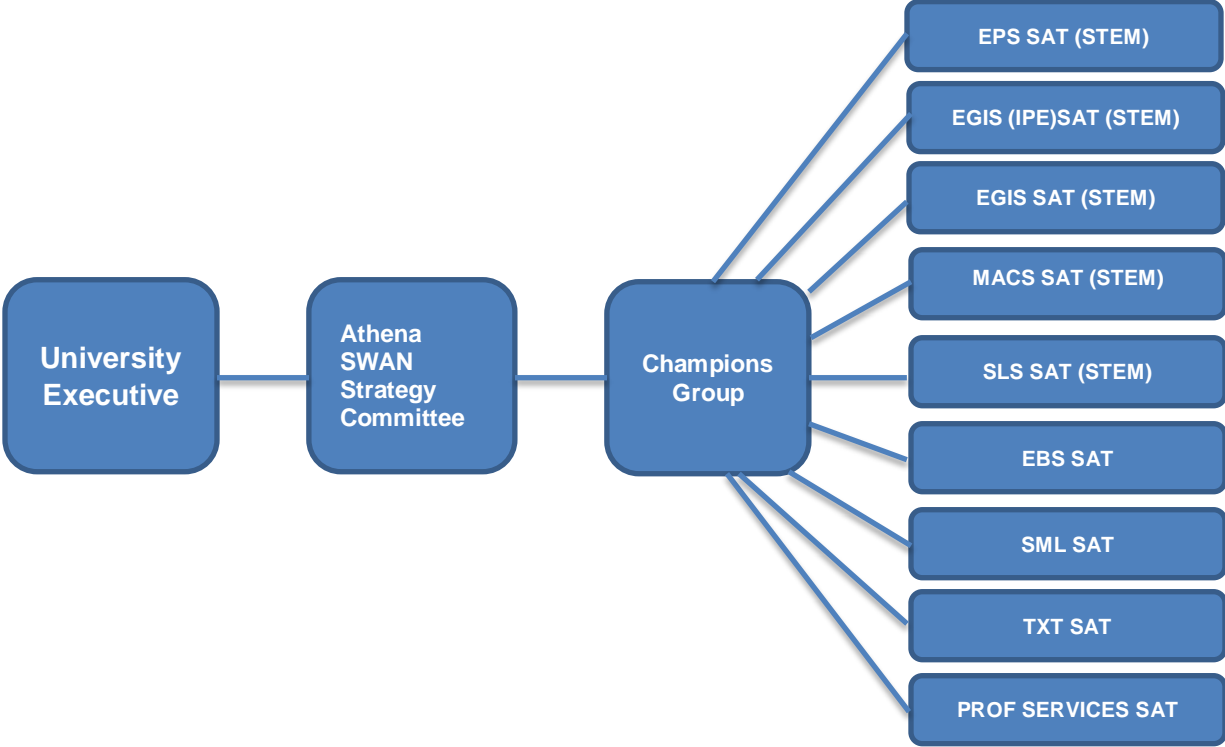 University
Executive
Athena
SWAN
Strategy
Committee
Champions
Group
EPS SAT (STEM)
EGIS (IPE)SAT (STEM)
EGIS SAT (STEM)
MACS SAT (STEM)
SLS SAT (STEM)
EBS SAT
SML SAT
TXT SAT
PROF SERVICES SAT